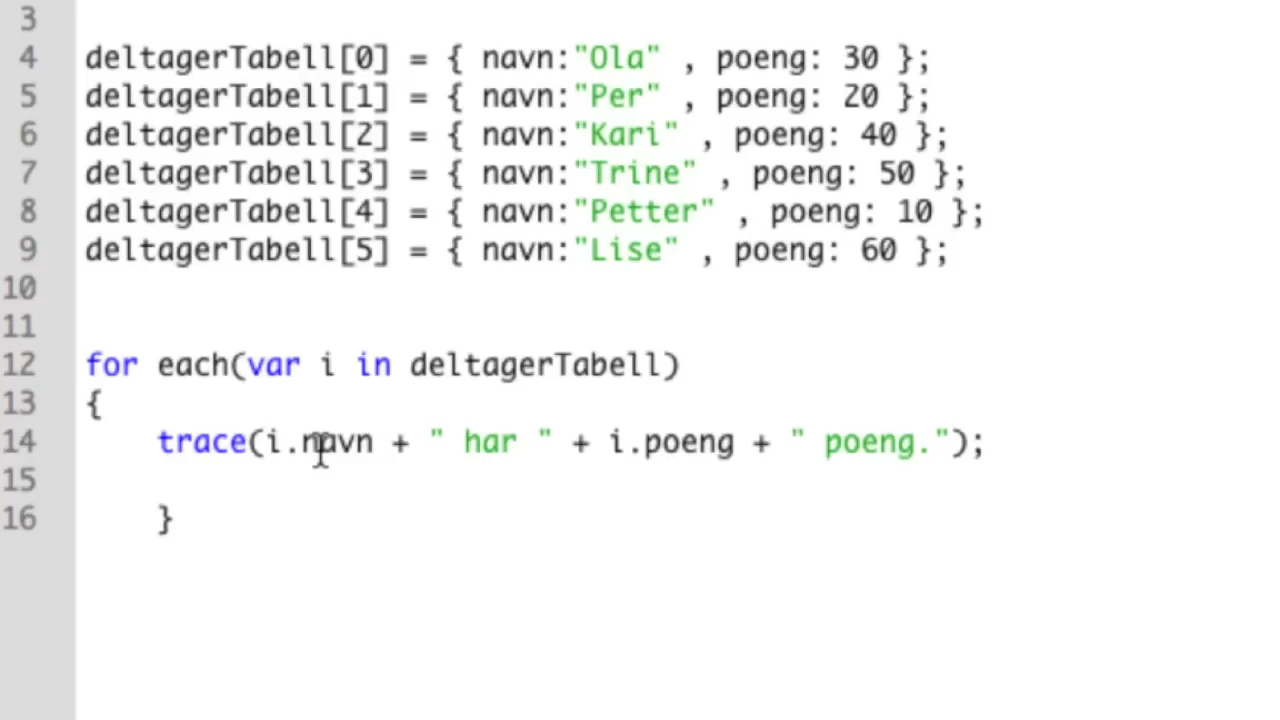 3
4 deltagerTabell[0] = { navn:"Ola" , poeng: 30 };
5 deltagerTabell[1] = { navn:"Per" , poeng: 20 };
6 deltagerTabell[2] = { navn:"Kari" , poeng: 40 };
7 deltagerTabell[3] = { navn:"Trine" , poeng: 50 };
8 deltagerTabell[4] = { navn:"Petter" , poeng: 10 };
9 deltagerTabell[5] = { navn:"Lise" , poeng: 60 };
10
11
12 for each(var i in deltagerTabell)
13 {
14 trace(i.navn + " har " + i.poeng + " poeng.");
15
16 }